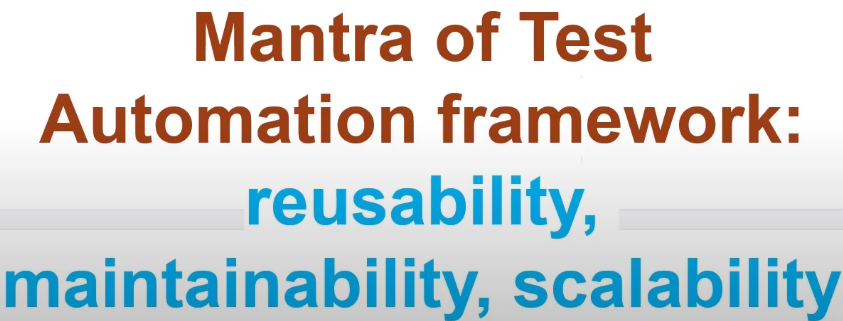 Mantra of Test
Automation framework:
reusability,
maintainability, scalability